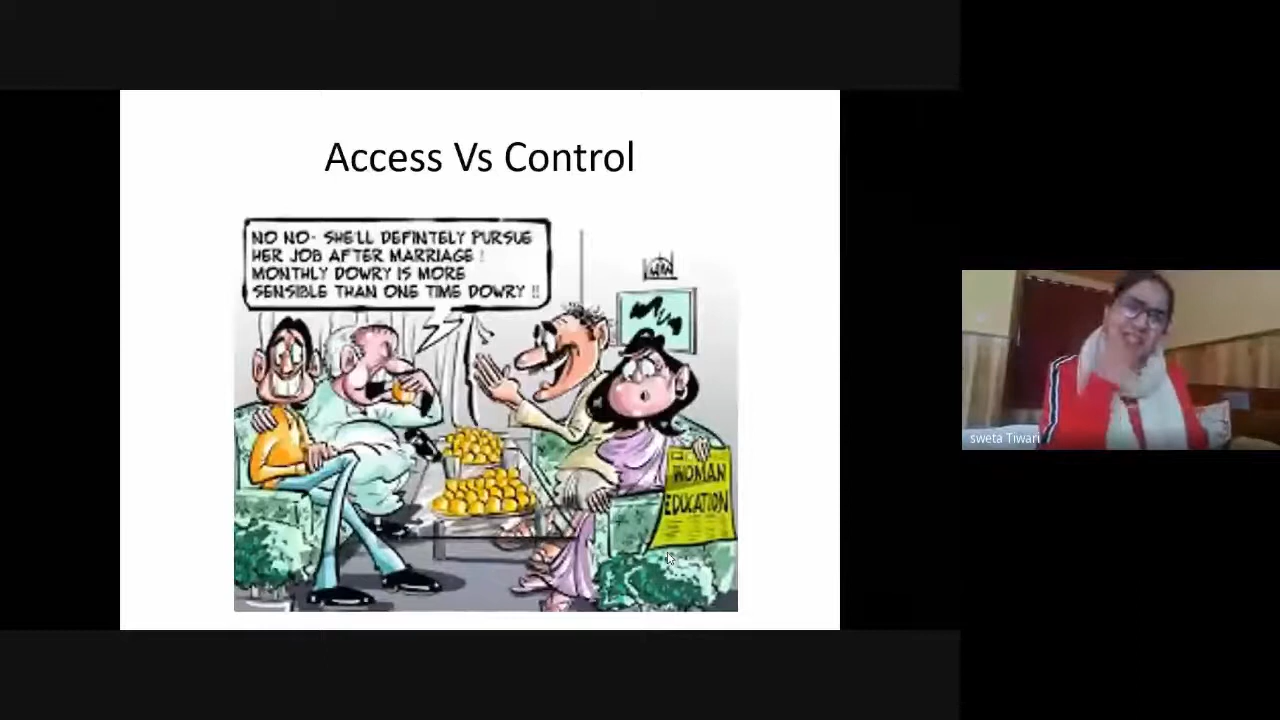 Access Vs Control
NO NO- SHE'LL DEFINTELY PURSUE
HER JOB AFTER MARRIAGE !
MONTHLY DOWRY IS MORE
SENSIBLE THAN ONE TIME DOWRY !!
WOMAN
EDUCATION
sweta Tiwari